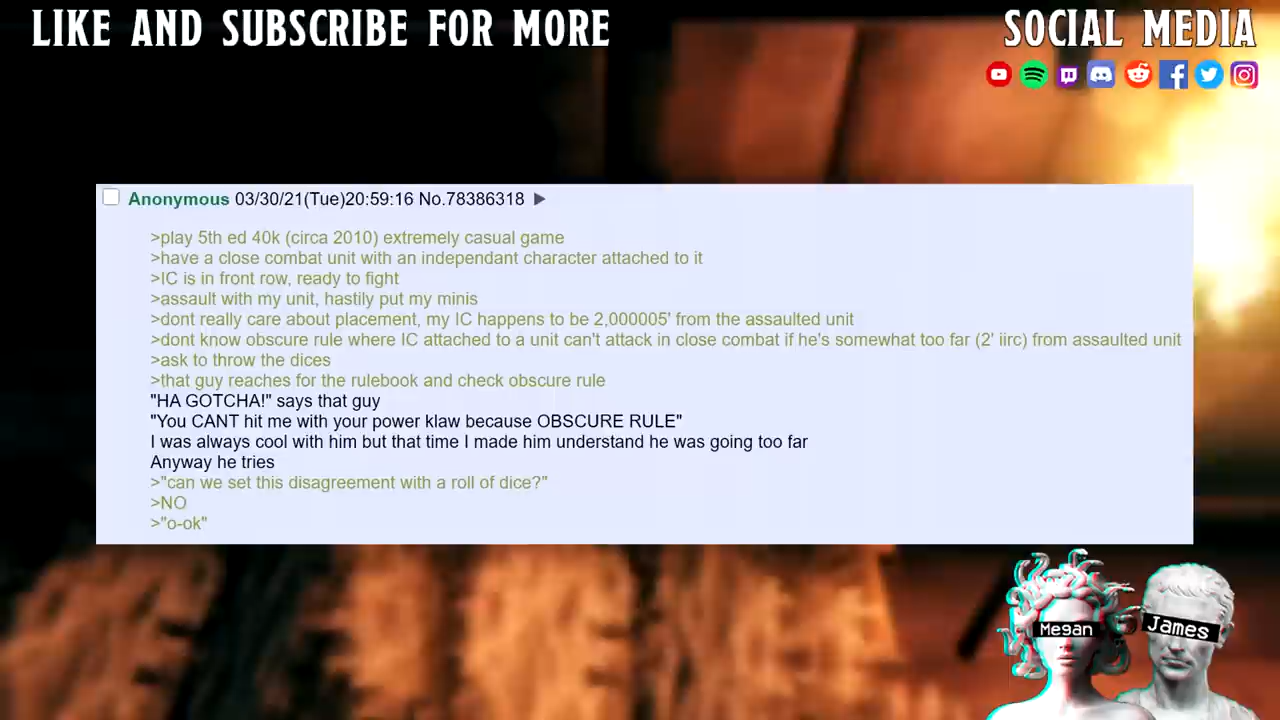 LIKE AND SUBSCRIBE FOR MORE
SOCIAL MEDIA
Anonymous 03/30/21(Tue)20:59:16 No.78386318 ▶
>play 5th ed 40k (circa 2010) extremely casual game
>have a close combat unit with an independant character attached to it
>IC is in front row, ready to fight
>assault with my unit, hastily put my minis
>dont really care about placement, my IC happens to be 2,000005' from the assaulted unit
>dont know obscure rule where IC attached to a unit can't attack in close combat if he's somewhat too far (2' iirc) from assaulted unit
>ask to throw the dices
>that guy reaches for the rulebook and check obscure rule
"HA GOTCHA!" says that guy
"You CANT hit me with your power klaw because OBSCURE RULE"
I was always cool with him but that time I made him understand he was going too far
Anyway he tries
>"can we set this disagreement with a roll of dice?"
>NO
>"o-ok"
Megan
James